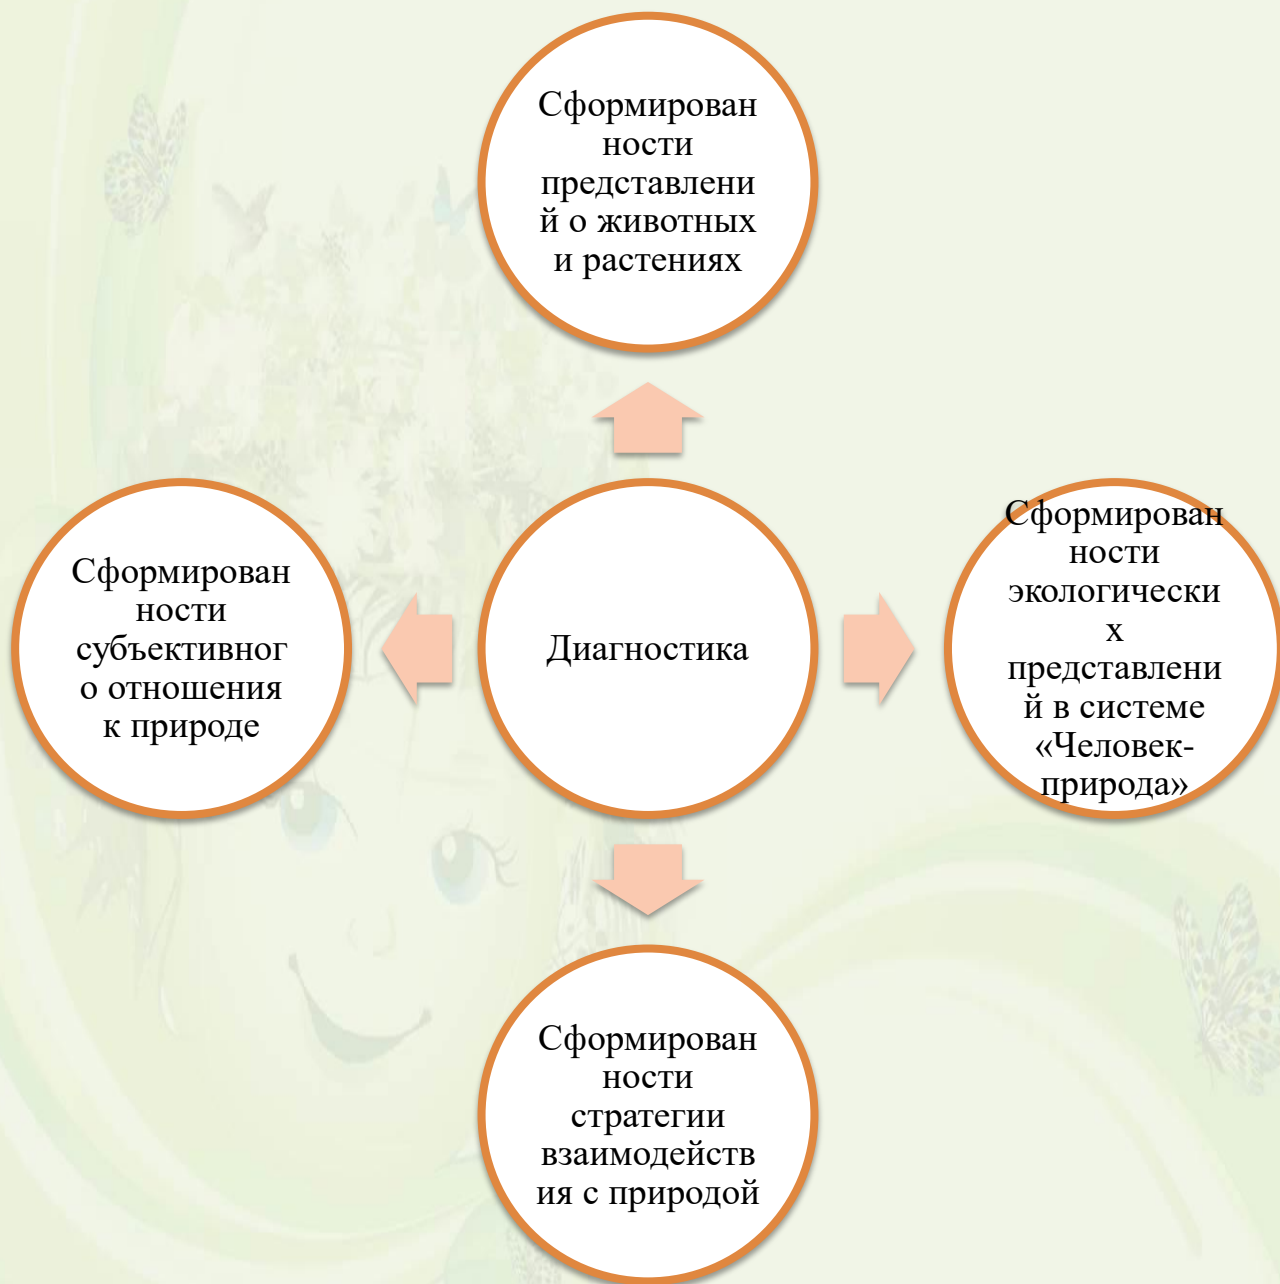 Сформирован
ности
представлени
й о животных
и растениях
Сформирован
ности
субъективног
о отношения
к природе
Диагностика
Сформирован
ности
экологически
х
представлени
й в системе
«Человек-
природа»
Сформирован
ности
стратегии
взаимодейств
ия с природой